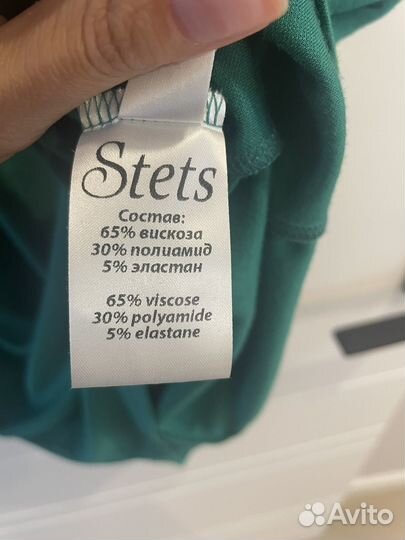 Stets
Состав:
65% вискоза
30% полиамид
5% эластан
65% viscose
30% polyamide
5% elastane
Avito